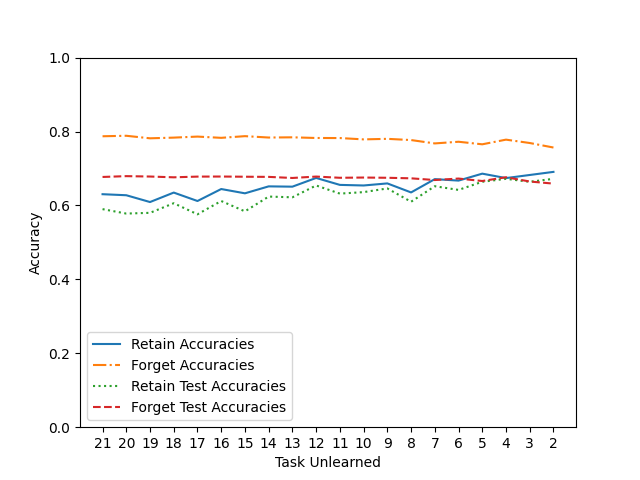 1.0
0.8
0.6
0.4
0.2
0.0
Accuracy
Retain Accuracies
Forget Accuracies
Retain Test Accuracies
Forget Test Accuracies
21 20 19 18 17 16 15 14 13 12 11 10 9 8 7 6 5 4 3 2
Task Unlearned